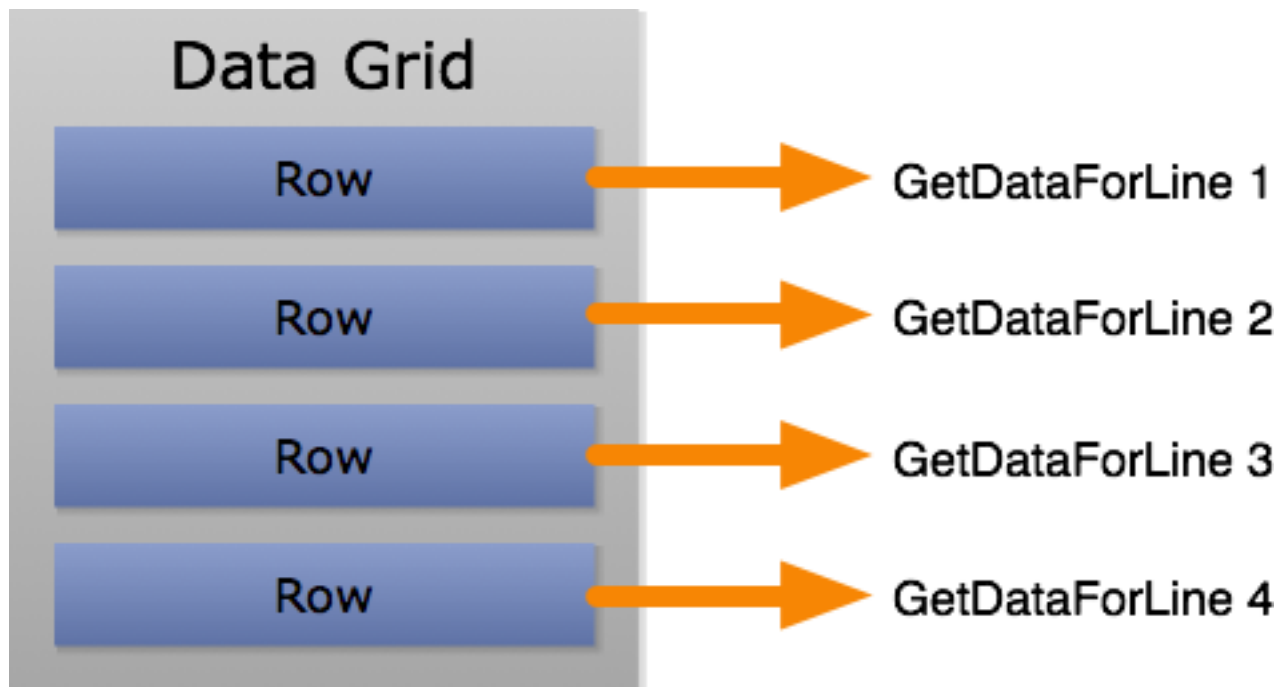 Data Grid
Row
GetDataForLine 1
Row
GetDataForLine 2
Row
GetDataForLine 3
Row
GetDataForLine 4